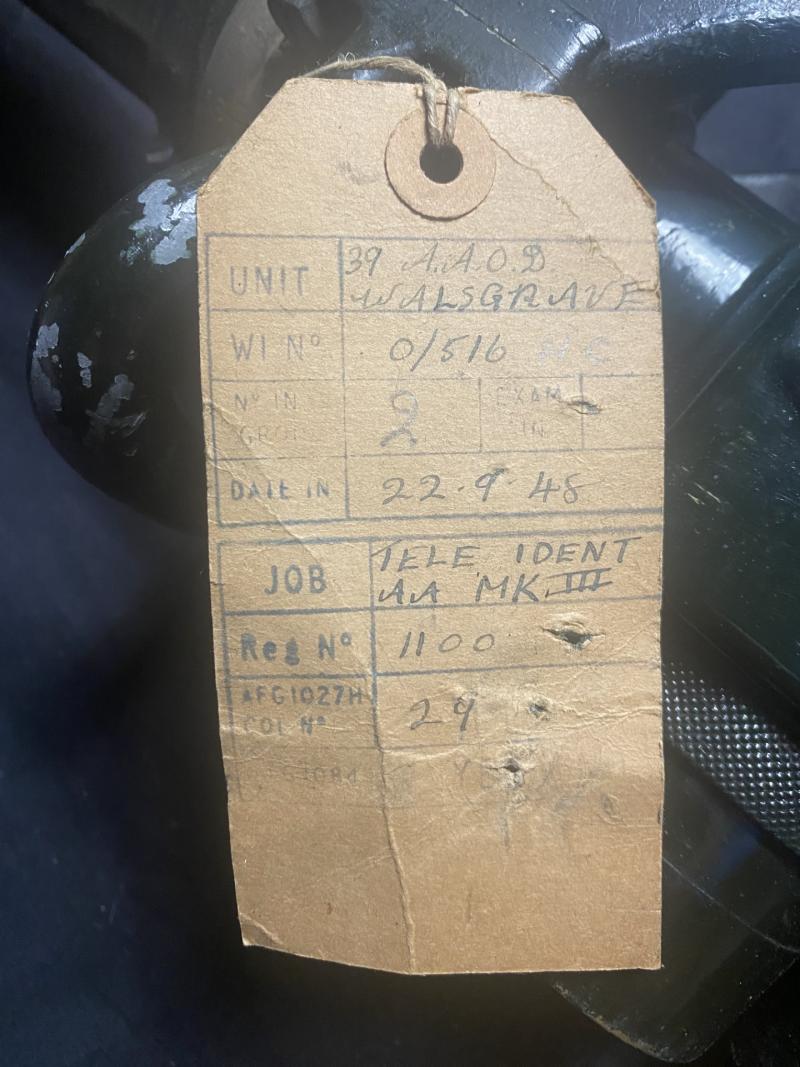 UNIT 39 A.A.O.D.
WALSGRAVE
WI Nº 0/516
Nº IN 2 EXAM
IN
DATE IN 22.9.48
JOB TELE IDENT
AA MK III
Reg Nº 1100
AFG1027H 29
COL Nº
1084